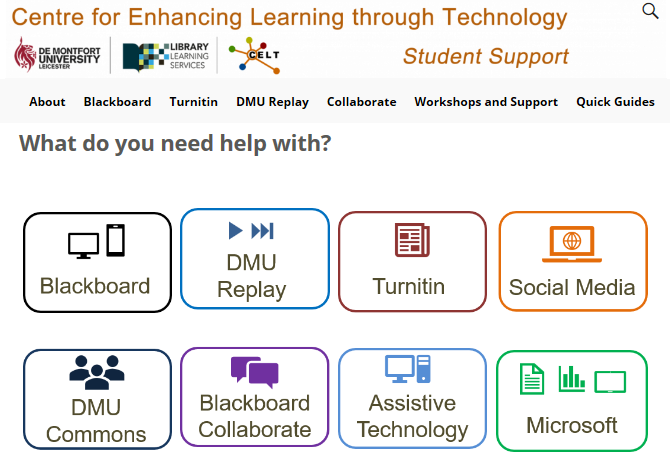 Centre for Enhancing Learning through Technology
DE MONTFORT
UNIVERSITY
LEICESTER
LIBRARY
LEARNING
SERVICES
CELT
Student Support
About Blackboard Turnitin DMU Replay Collaborate Workshops and Support Quick Guides
What do you need help with?
Blackboard
DMU
Replay
Turnitin
Social Media
DMU
Commons
Blackboard
Collaborate
Assistive
Technology
Microsoft